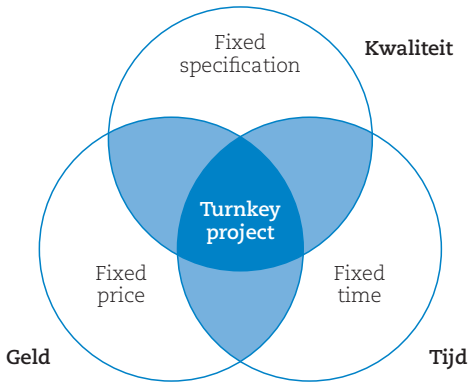 Fixed
specification
Kwaliteit
Turnkey
project
Fixed
price
Fixed
time
Geld
Tijd